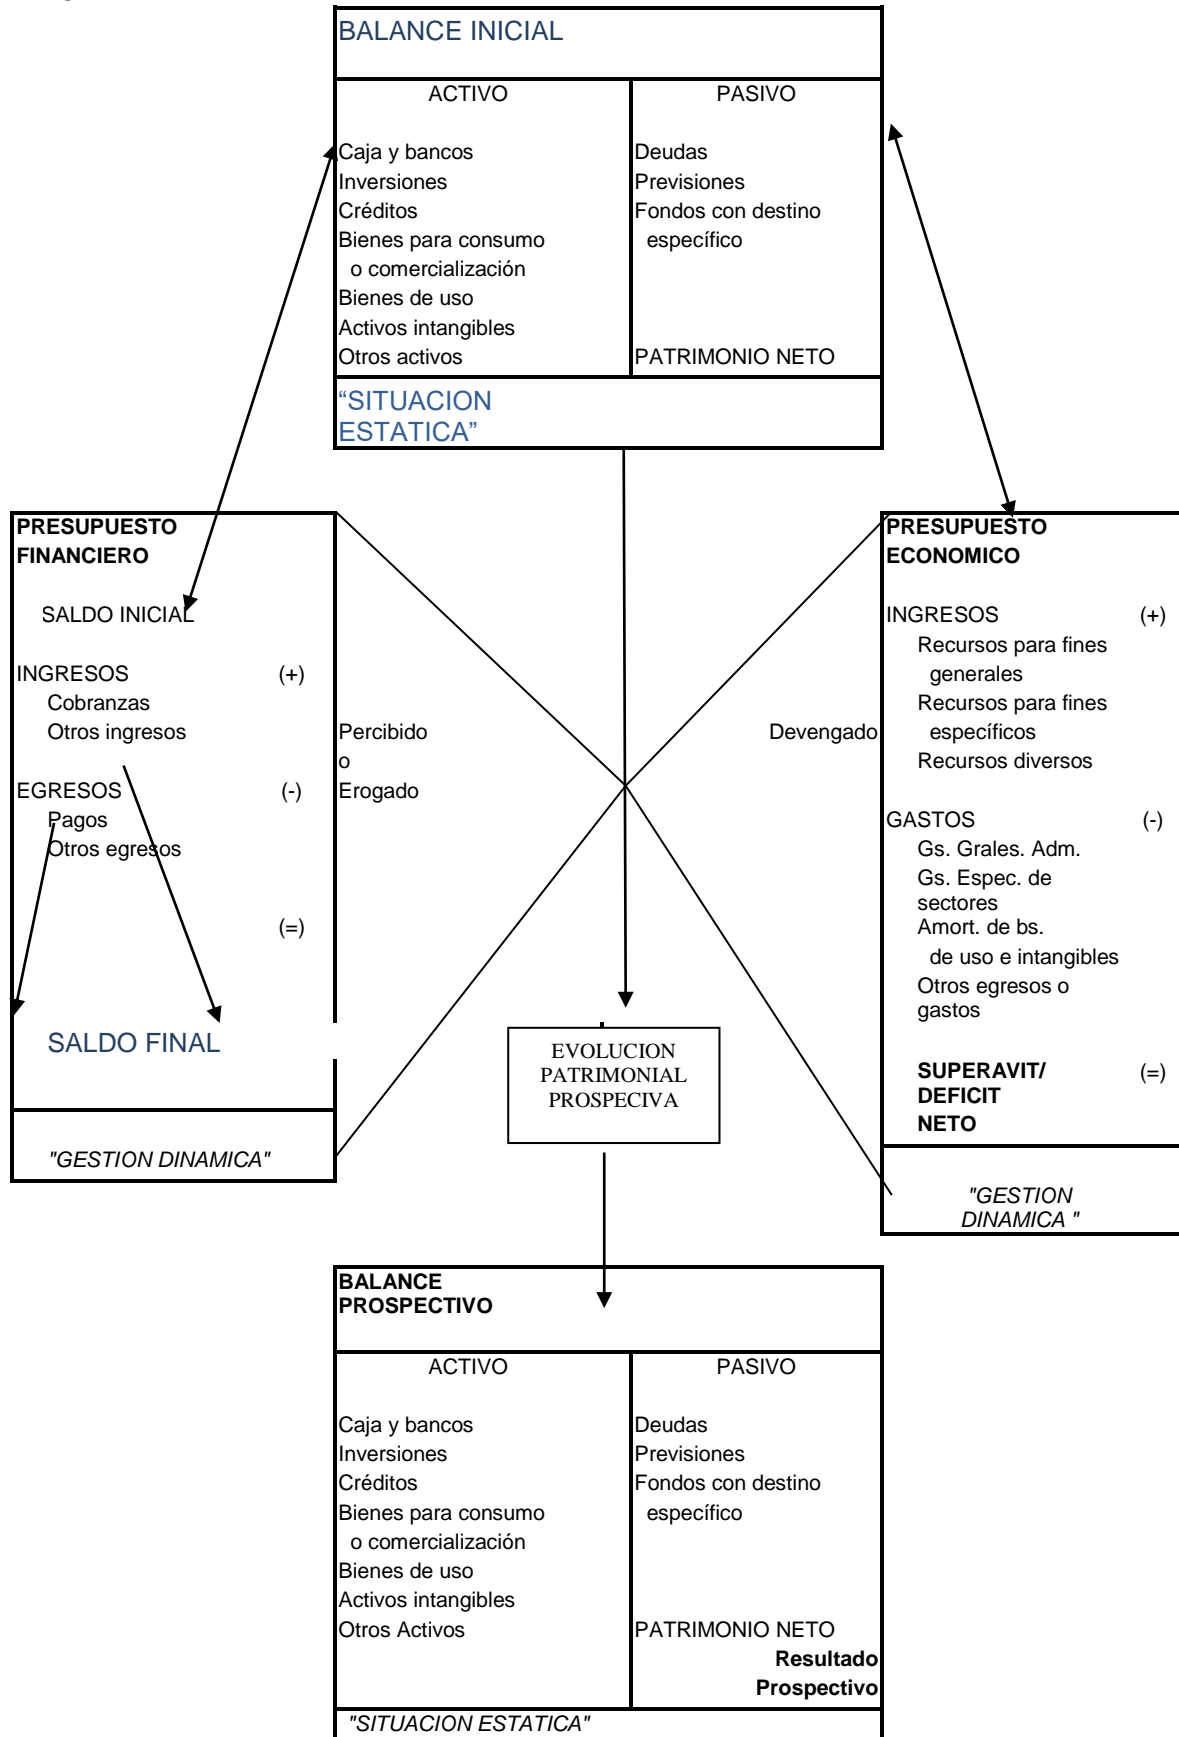 BALANCE INICIAL
ACTIVO
PASIVO
Caja y bancos
Deudas
Inversiones
Previsiones
Créditos
Fondos con destino
Bienes para consumo
específico
o comercialización
Bienes de uso
Activos intangibles
Otros activos
PATRIMONIO NETO
“SITUACION
ESTATICA”
PRESUPUESTO
FINANCIERO
SALDO INICIAL
INGRESOS (+)
Cobranzas
Otros ingresos
EGRESOS (-)
Pagos
Otros egresos
(=)
SALDO FINAL
"GESTION DINAMICA"
Percibido
o
Erogado
Devengado
PRESUPUESTO
ECONOMICO
INGRESOS (+)
Recursos para fines
generales
Recursos para fines
específicos
Recursos diversos
GASTOS (-)
Gs. Grales. Adm.
Gs. Espec. de
sectores
Amort. de bs.
de uso e intangibles
Otros egresos o
gastos
SUPERAVIT/ (=)
DEFICIT
NETO
"GESTION
DINAMICA "
EVOLUCION
PATRIMONIAL
PROSPECIVA
BALANCE
PROSPECTIVO
ACTIVO
PASIVO
Caja y bancos
Deudas
Inversiones
Previsiones
Créditos
Fondos con destino
Bienes para consumo
específico
o comercialización
Bienes de uso
Activos intangibles
Otros Activos
PATRIMONIO NETO
Resultado
Prospectivo
"SITUACION ESTATICA"